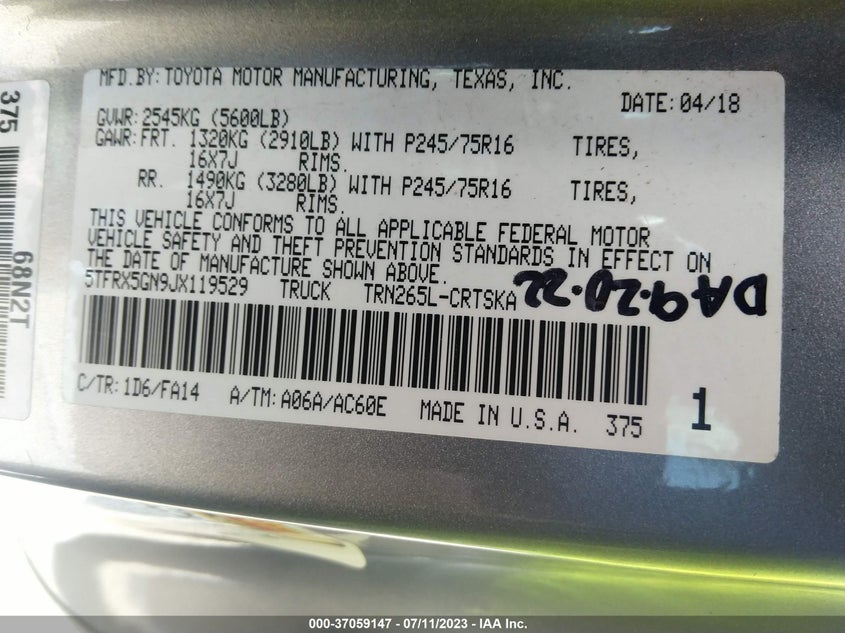 MFD.BY: TOYOTA MOTOR MANUFACTURING, TEXAS, INC.
DATE: 04/18
GVWR: 2545KG (5600LB)
GAWR: FRT. 1320KG (2910LB) WITH P245/75R16 TIRES,
16X7J RIMS.
RR. 1490KG (3280LB) WITH P245/75R16 TIRES,
16X7J RIMS.
THIS VEHICLE CONFORMS TO ALL APPLICABLE FEDERAL MOTOR
VEHICLE SAFETY AND THEFT PREVENTION STANDARDS IN EFFECT ON
THE DATE OF MANUFACTURE SHOWN ABOVE.
5TFRX5GN9JX119529 TRUCK TRN265L-CRTSKA
DA9.20.22
C/TR: 1D6/FA14 A/TM: A06A/AC60E MADE IN U.S.A. 375
1
375
68N2T
000-37059147 - 07/11/2023 - IAA Inc.